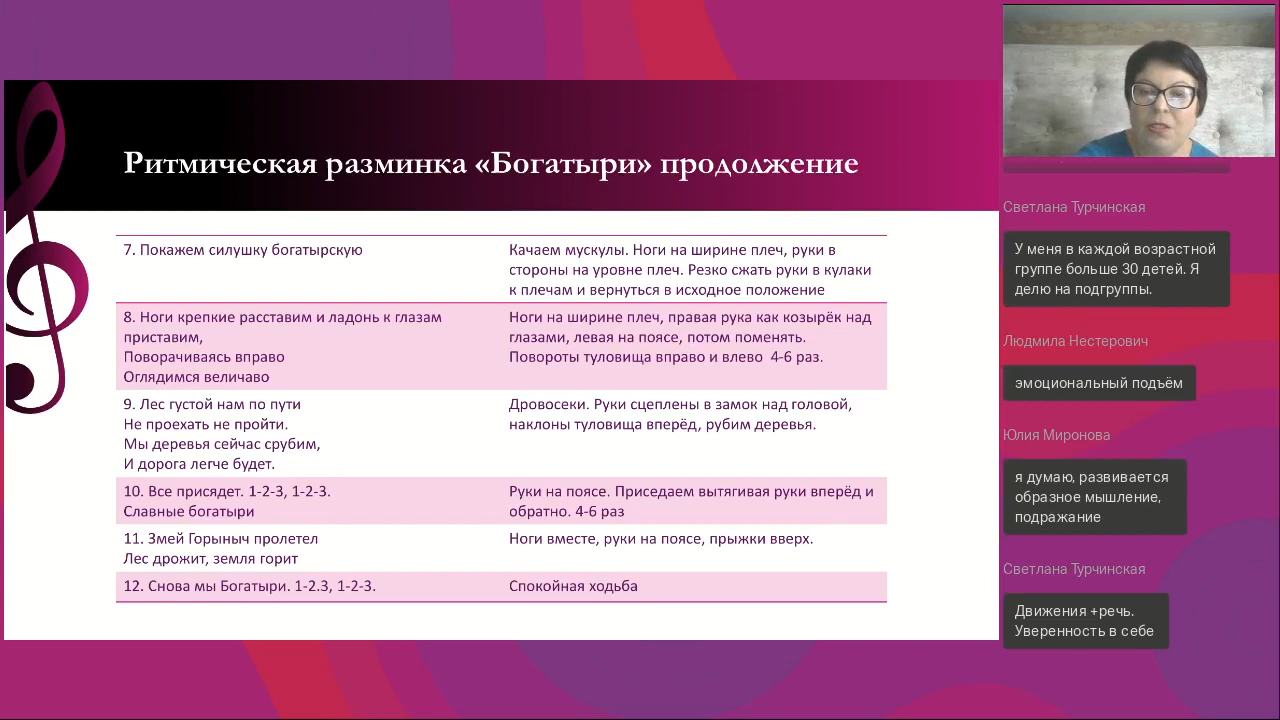 Ритмическая разминка «Богатыри» продолжение
7. Покажем силушку богатырскую
Качаем мускулы. Ноги на ширине плеч, руки в
стороны на уровне плеч. Резко сжать руки в кулаки
к плечам и вернуться в исходное положение
8. Ноги крепкие расставим и ладонь к глазам
приставим,
Поворачиваясь вправо
Оглядимся величаво
Ноги на ширине плеч, правая рука как козырёк над
глазами, левая на поясе, потом поменять.
Повороты туловища вправо и влево  4-6 раз.
9. Лес густой нам по пути
Не проехать не пройти.
Мы деревья сейчас срубим,
И дорога легче будет.
Дровосеки. Руки сцеплены в замок над головой,
наклоны туловища вперёд, рубим деревья.
10. Все присядет. 1-2-3, 1-2-3.
Славные богатыри
Руки на поясе. Приседаем вытягивая руки вперёд и
обратно. 4-6 раз
11. Змей Горыныч пролетел
Лес дрожит, земля горит
Ноги вместе, руки на поясе, прыжки вверх.
12. Снова мы Богатыри. 1-2.3, 1-2-3.
Спокойная ходьба
Светлана Турчинская
У меня в каждой возрастной
группе больше 30 детей. Я
делю на подгруппы.
Людмила Нестерович
эмоциональный подъём
Юлия Миронова
я думаю, развивается
образное мышление,
подражание
Светлана Турчинская
Движения +речь.
Уверенность в себе